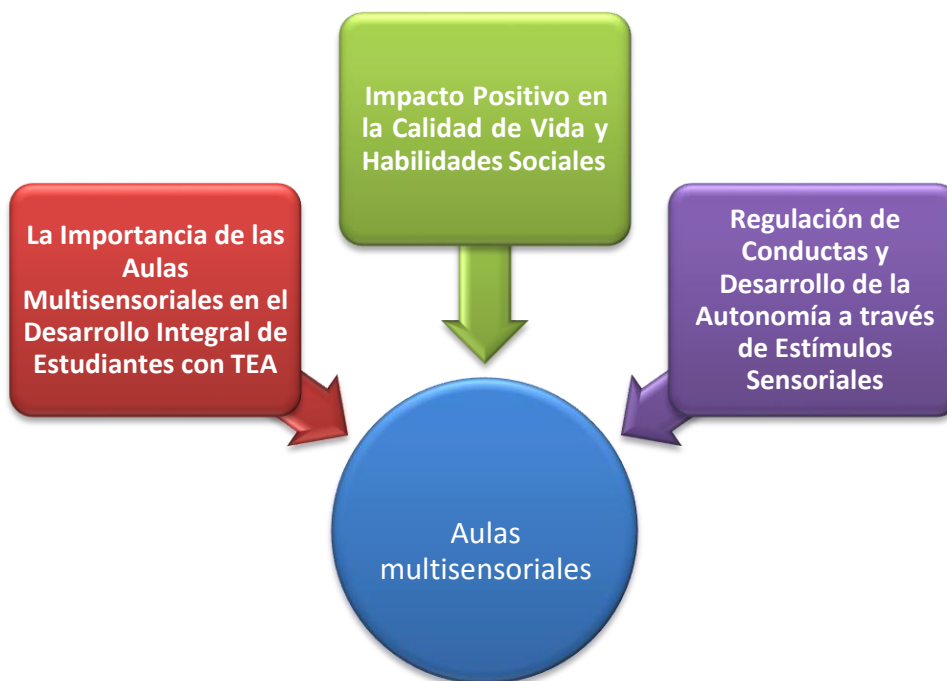 Impacto Positivo en
la Calidad de Vida y
Habilidades Sociales
La Importancia de las
Aulas
Multisensoriales en el
Desarrollo Integral de
Estudiantes con TEA
Regulación de
Conductas y
Desarrollo de la
Autonomía a través
de Estímulos
Sensoriales
Aulas
multisensoriales